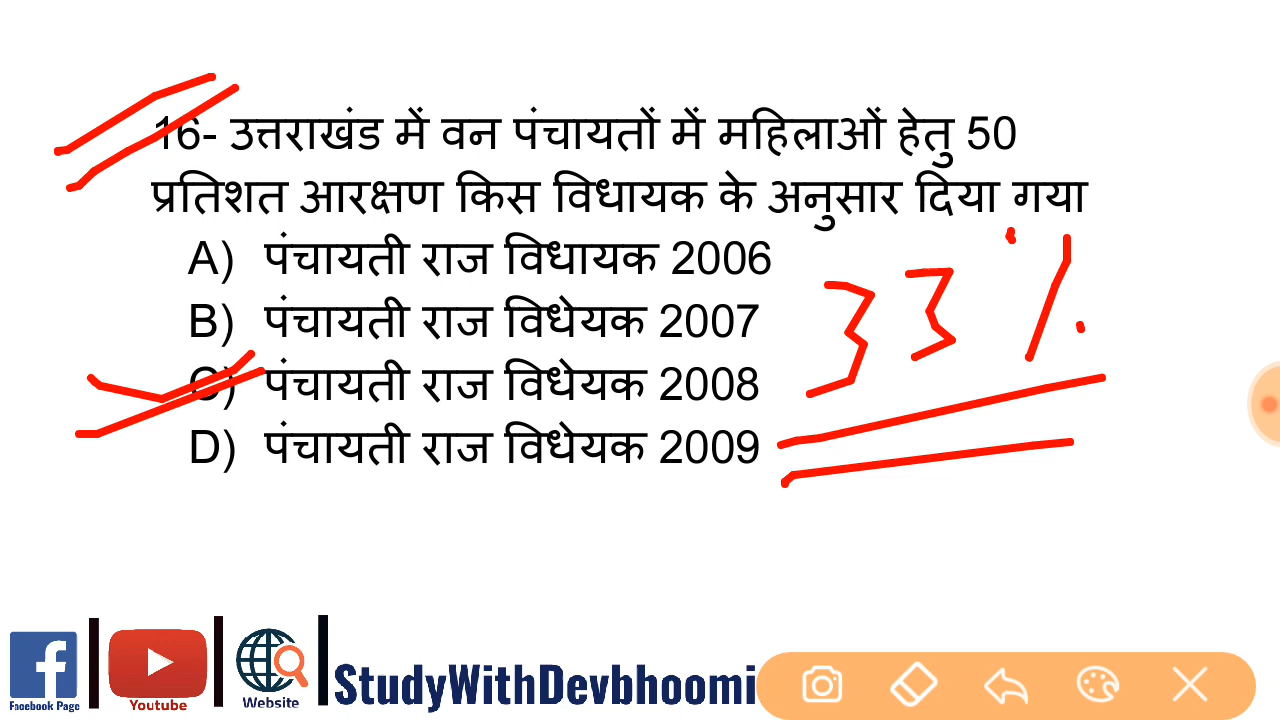 16- उत्तराखंड में वन पंचायतों में महिलाओं हेतु 50
प्रतिशत आरक्षण किस विधायक के अनुसार दिया गया
A) पंचायती राज विधायक 2006
B) पंचायती राज विधेयक 2007
C) पंचायती राज विधेयक 2008
D) पंचायती राज विधेयक 2009
33 %
Facebook Page
Youtube
Website
StudyWithDevbhoomi